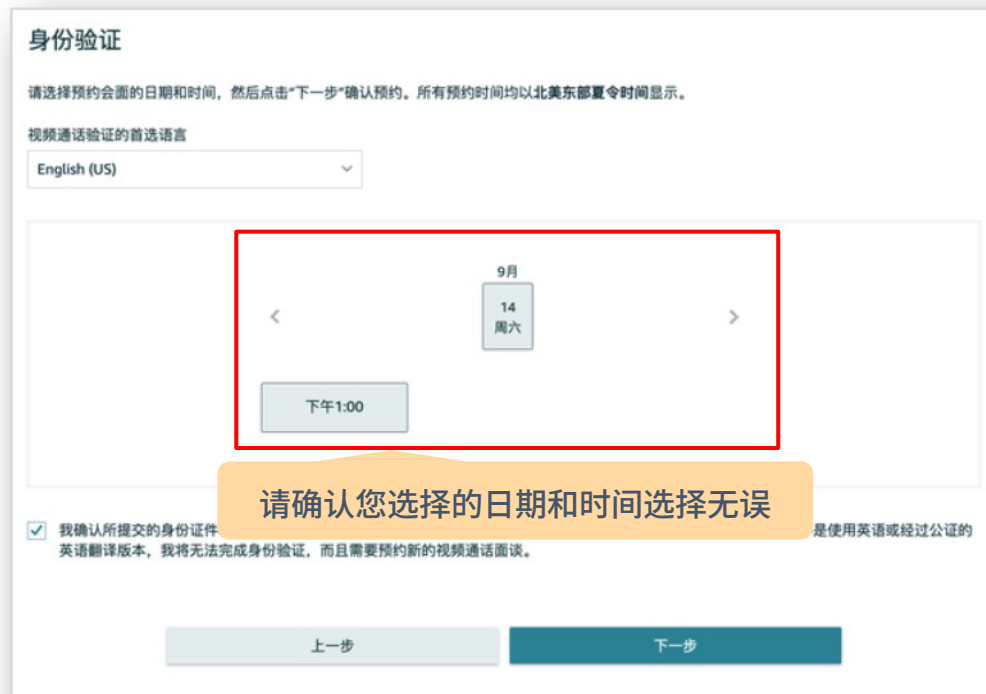 身份验证
请选择预约会面的日期和时间，然后点击“下一步”确认预约。所有预约时间均以北美东部夏令时间显示。
视频通话验证的首选语言
English (US)
9月
14
周六
下午1:00
请确认您选择的日期和时间选择无误
我确认所提交的身份证件
是使用英语或经过公证的
英语翻译版本，我将无法完成身份验证，而且需要预约新的视频通话面谈。
上一步
下一步